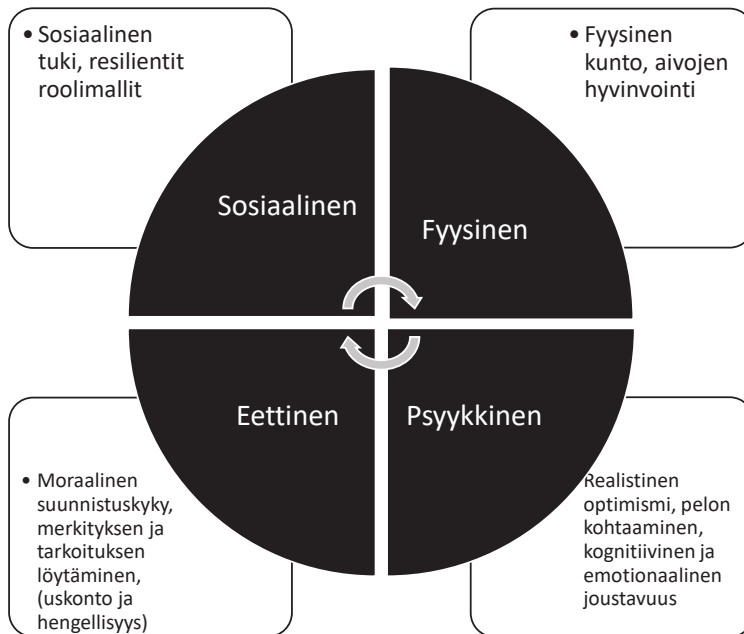 • Sosiaalinen
tuki, resilientit
roolimallit
• Fyysinen
kunto, aivojen
hyvinvointi
Sosiaalinen
Fyysinen
Eettinen
Psyykkinen
• Moraalinen
suunnistuskyky,
merkityksen ja
tarkoituksen
löytäminen,
(uskonto ja
hengellisyys)
Realistinen
optimismi, pelon
kohtaaminen,
kognitiivinen ja
emotionaalinen
joustavuus